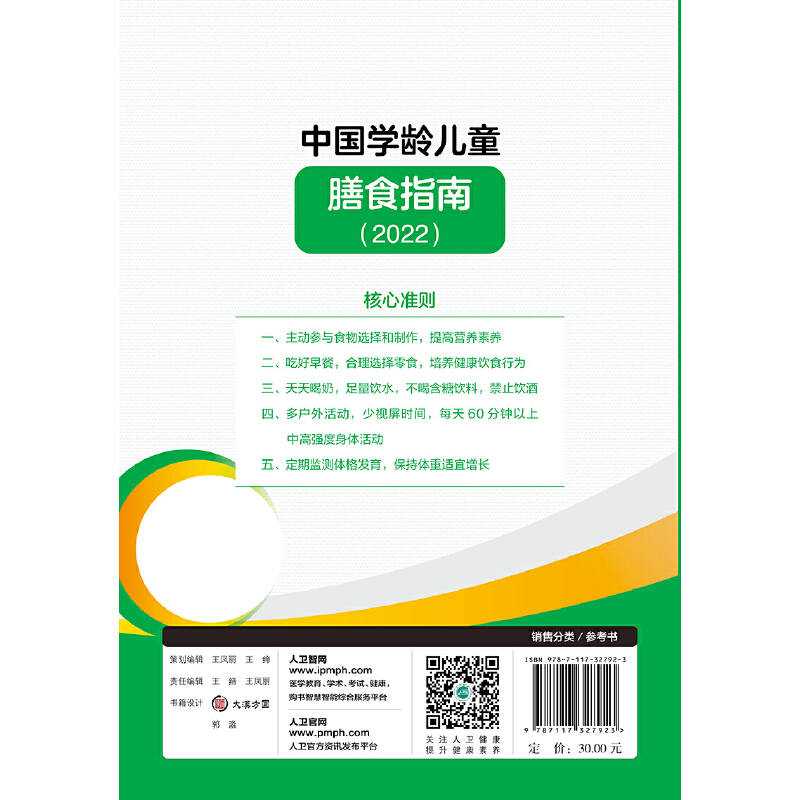 中国学龄儿童
膳食指南
(2022)
核心准则
一、主动参与食物选择和制作，提高营养素养
二、吃好早餐，合理选择零食，培养健康饮食行为
三、天天喝奶，足量饮水，不喝含糖饮料，禁止饮酒
四、多户外活动，少视屏时间，每天 60 分钟以上
中高强度身体活动
五、定期监测体格发育，保持体重适宜增长
销售分类 / 参考书
策划编辑 王凤丽 王 缔
责任编辑 王 缔 王凤丽
书籍设计 大漢方圓
郭 淼
人卫智网
www.ipmph.com
医学教育、学术、考试、健康，
购书智慧智能综合服务平台
人卫官网
www.pmph.com
人卫官方资讯发布平台
关注人卫健康
提升健康素养
ISBN 978-7-117-32792-3
9 787117 327923 >
定 价： 30.00 元